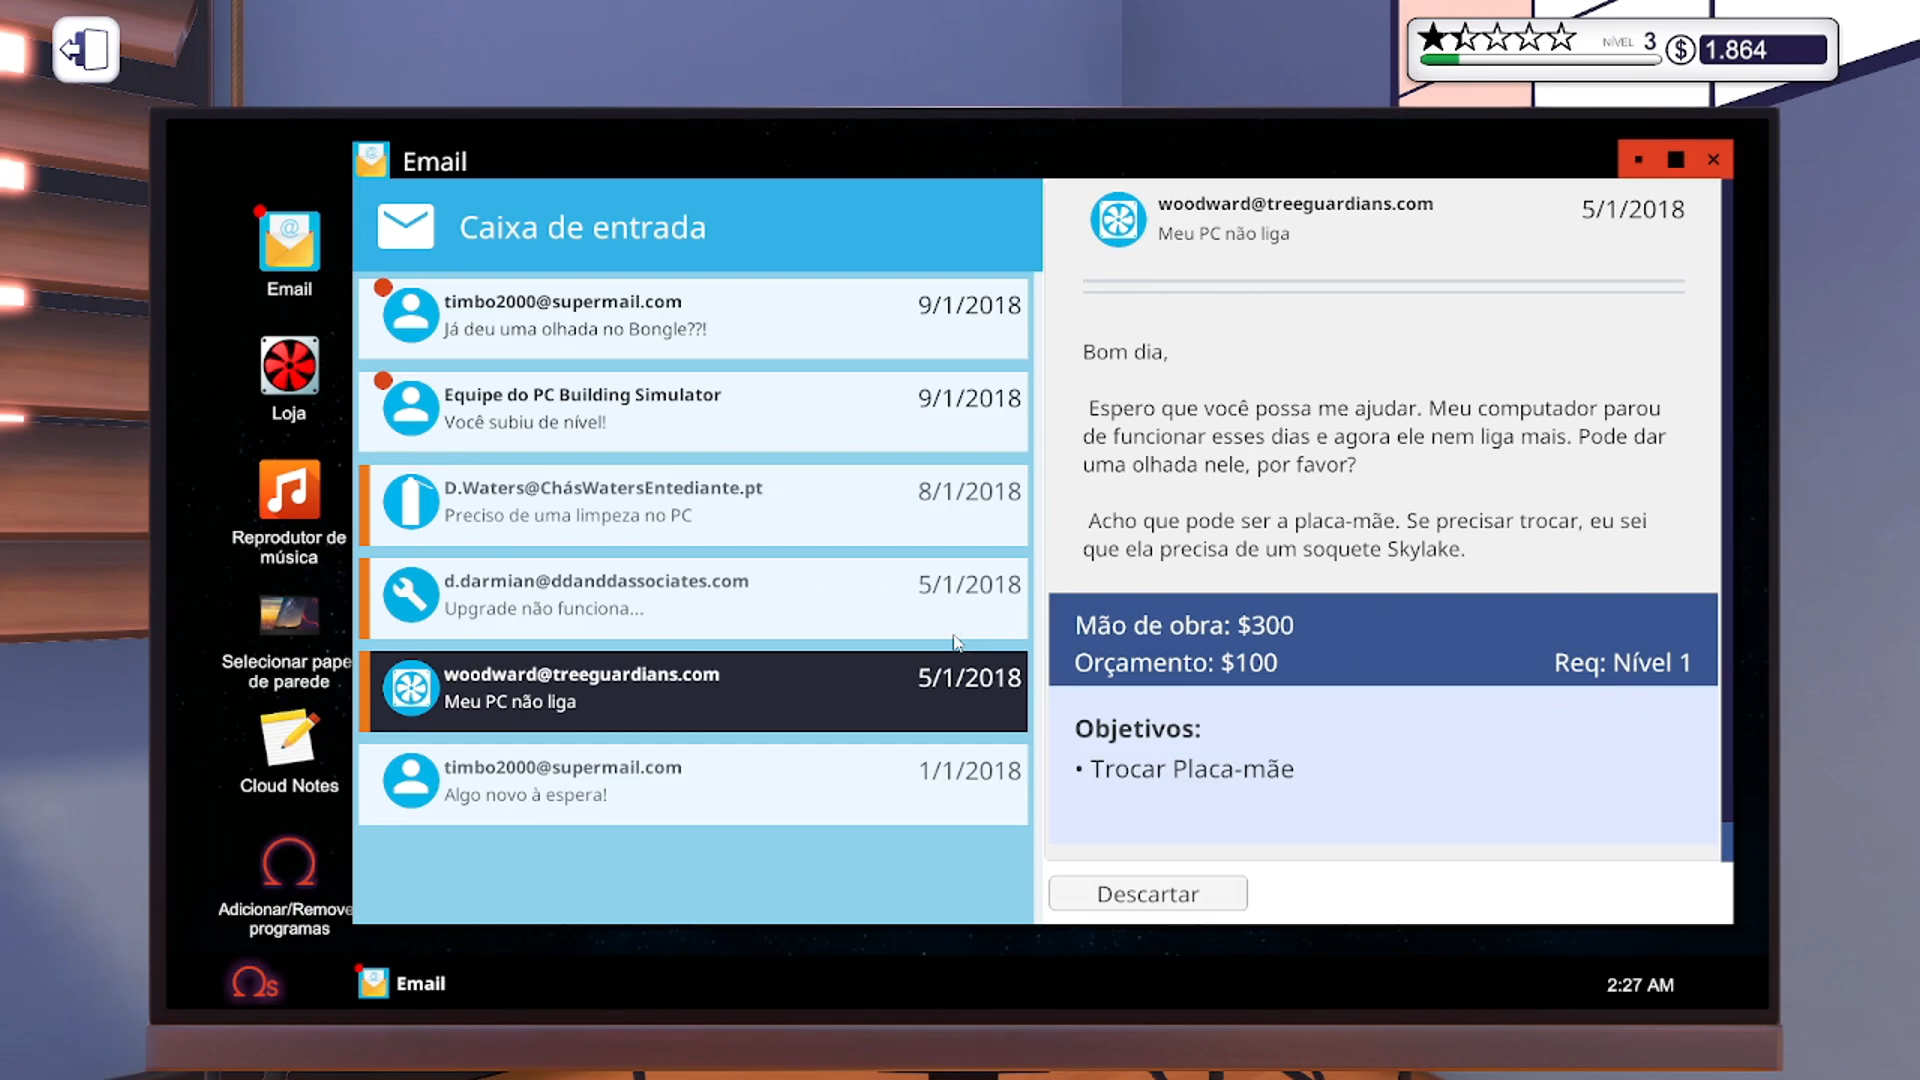 NÍVEL 3
$ 1.864
Email
Caixa de entrada
timbo2000@supermail.com
9/1/2018
Já deu uma olhada no Bongle??!
Equipe do PC Building Simulator
9/1/2018
Você subiu de nível!
D.Waters@CháswatersEntediante.pt
8/1/2018
Preciso de uma limpeza no PC
d.darmian@ddanddassociates.com
5/1/2018
Upgrade não funciona...
woodward@treeguardians.com
5/1/2018
Meu PC não liga
timbo2000@supermail.com
1/1/2018
Algo novo à espera!
woodward@treeguardians.com
5/1/2018
Meu PC não liga
Bom dia,
Espero que você possa me ajudar. Meu computador parou
de funcionar esses dias e agora ele nem liga mais. Pode dar
uma olhada nele, por favor?
Acho que pode ser a placa-mãe. Se precisar trocar, eu sei
que ela precisa de um soquete Skylake.
Mão de obra: $300
Orçamento: $100
Req: Nível 1
Objetivos:
• Trocar Placa-mãe
Descartar
Email
Loja
Reprodutor de
música
Selecionar pape
de parede
Cloud Notes
Adicionar/Remove
programas
Ωs
Email
2:27 AM